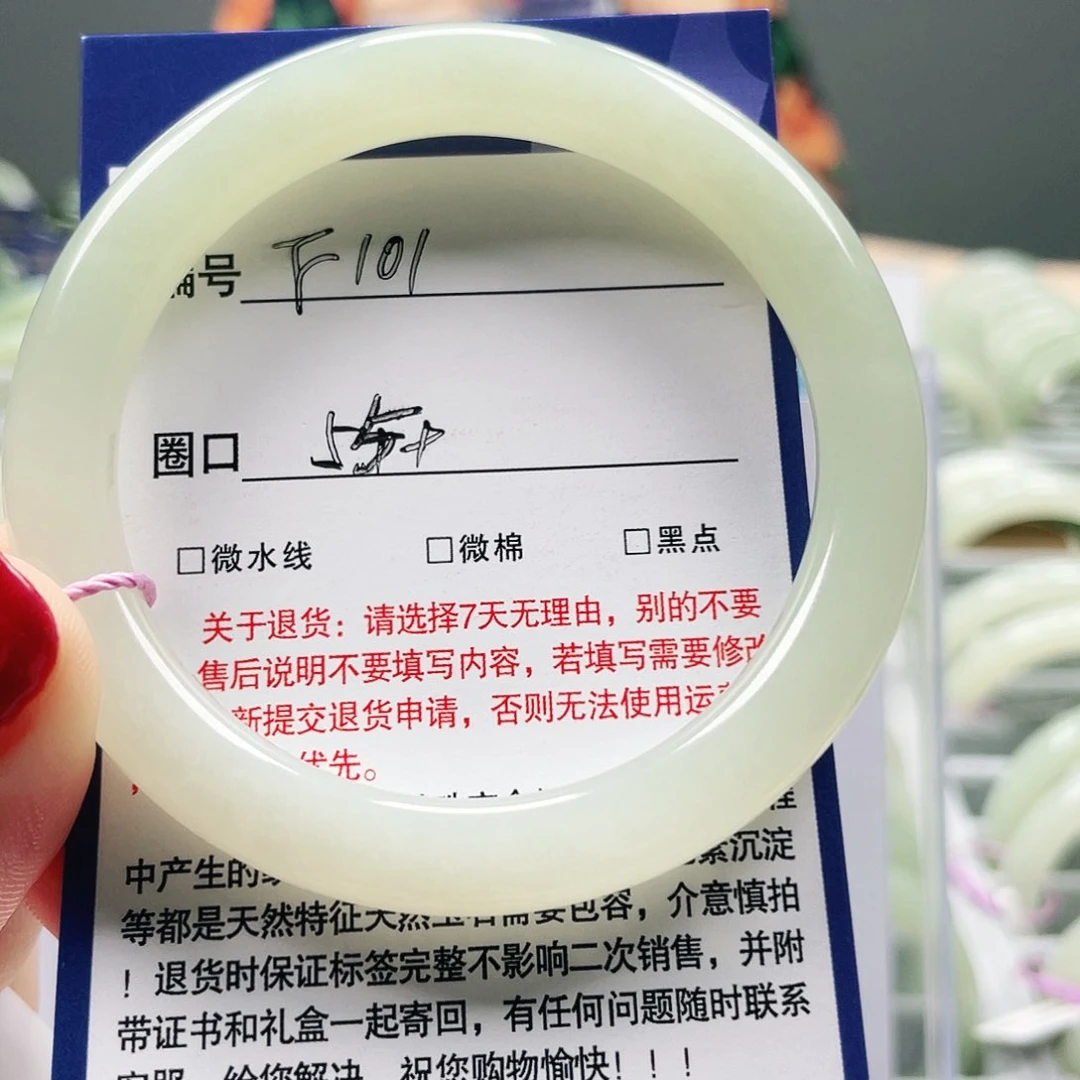 编号 F101
圈口
□微水线 □微棉 □黑点
关于退货：请选择7天无理由，别的不要
售后说明不要填写内容，若填写需要修改
新提交退货申请，否则无法使用运
优先。
中产生的 素沉淀
等都是天然特征天然玉石需要包容，介意慎拍
！退货时保证标签完整不影响二次销售，并附
带证书和礼盒一起寄回，有任何问题随时联系
客服，给您解决，祝您购物愉快！！！